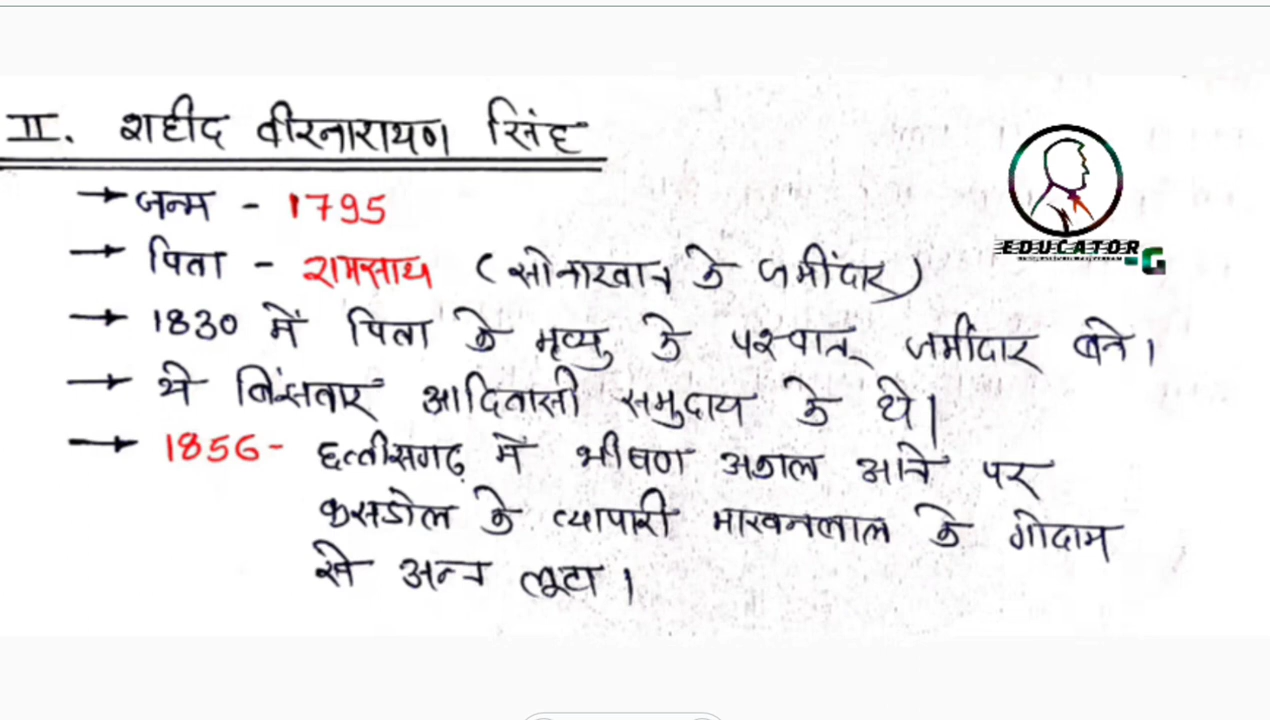 II. शहीद वीरनारायण सिंह
→ जन्म - 1795
→ पिता - रामसाय (सोनाखान के जमींदार)
→ 1830 में पिता के मृत्यु के पश्चात् जमींदार बने।
→ ये बिंझवार आदिवासी समुदाय के थे।
→ 1856- छत्तीसगढ़ में भीषण अकाल आने पर
कसडोल के व्यापारी माखनलाल के गोदाम
से अन्न लूटा।
EDUCATOR
G